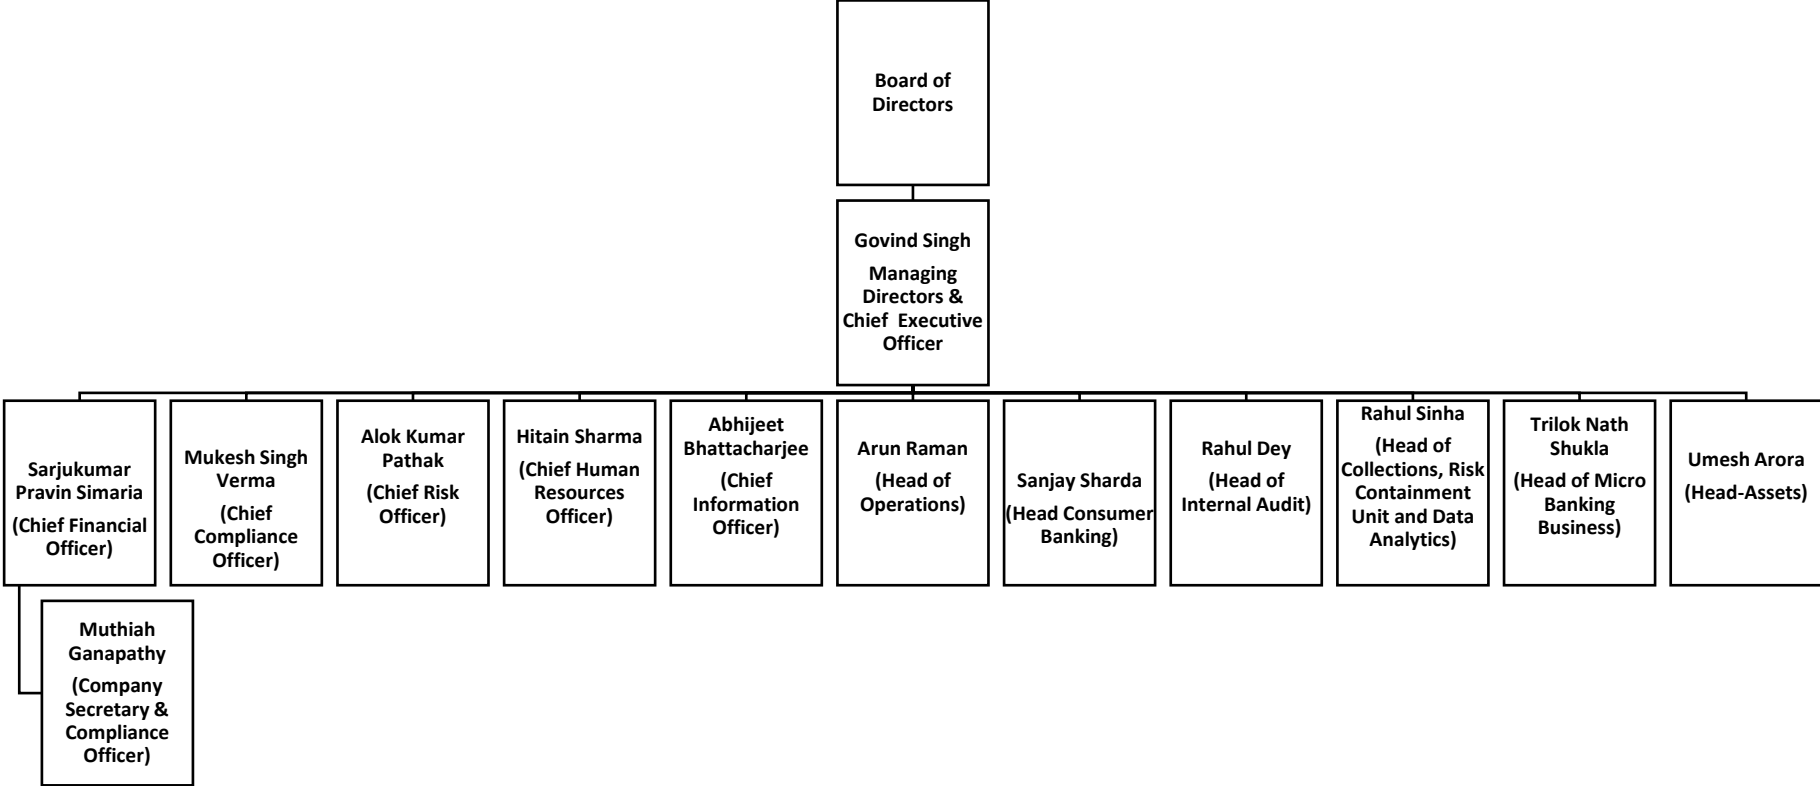 Board of
Directors
Govind Singh
Managing
Directors &
Chief  Executive
Officer
Sarjukumar
Pravin Simaria
(Chief Financial
Officer)
Mukesh Singh
Verma
(Chief
Compliance
Officer)
Alok Kumar
Pathak
(Chief Risk
Officer)
Hitain Sharma
(Chief Human
Resources
Officer)
Abhijeet
Bhattacharjee
(Chief
Information
Officer)
Arun Raman
(Head of
Operations)
Sanjay Sharda
(Head Consumer
Banking)
Rahul Dey
(Head of
Internal Audit)
Rahul Sinha
(Head of
Collections, Risk
Containment
Unit and Data
Analytics)
Trilok Nath
Shukla
(Head of Micro
Banking
Business)
Umesh Arora
(Head-Assets)
Muthiah
Ganapathy
(Company
Secretary &
Compliance
Officer)